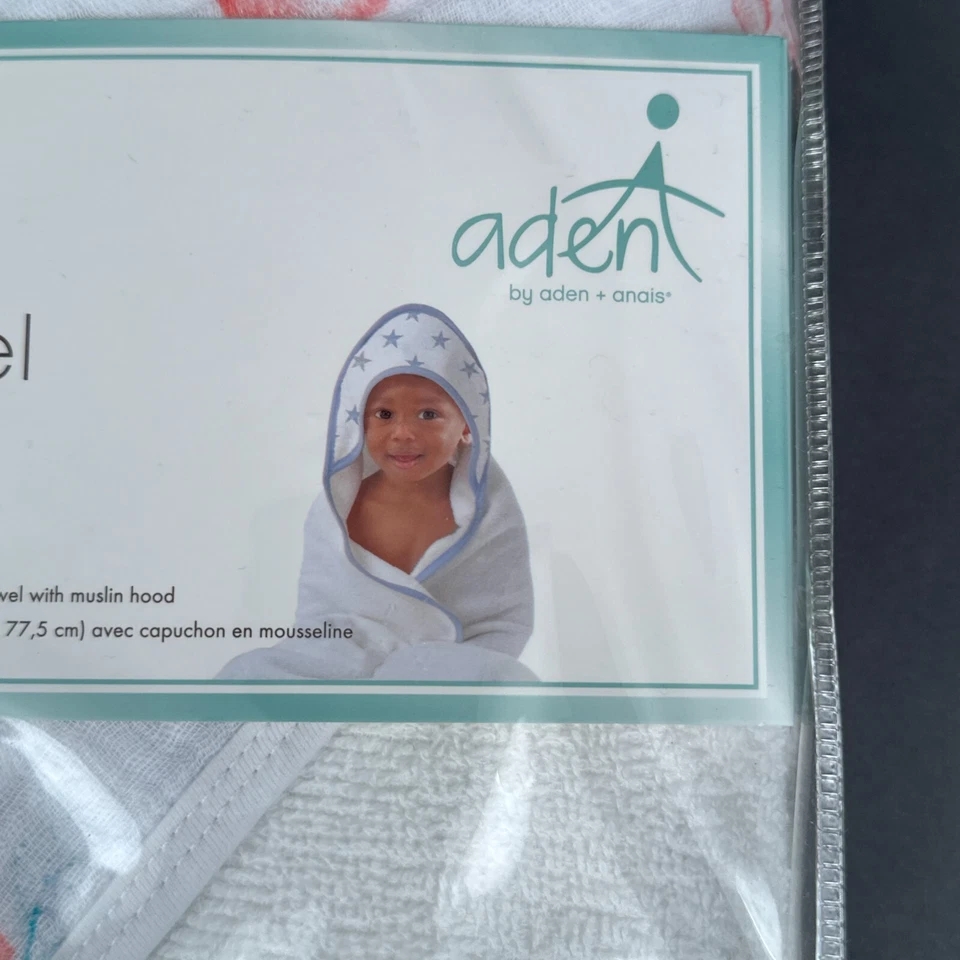 aden
by aden + anais®
el
vel with muslin hood
77,5 cm) avec capuchon en mousseline